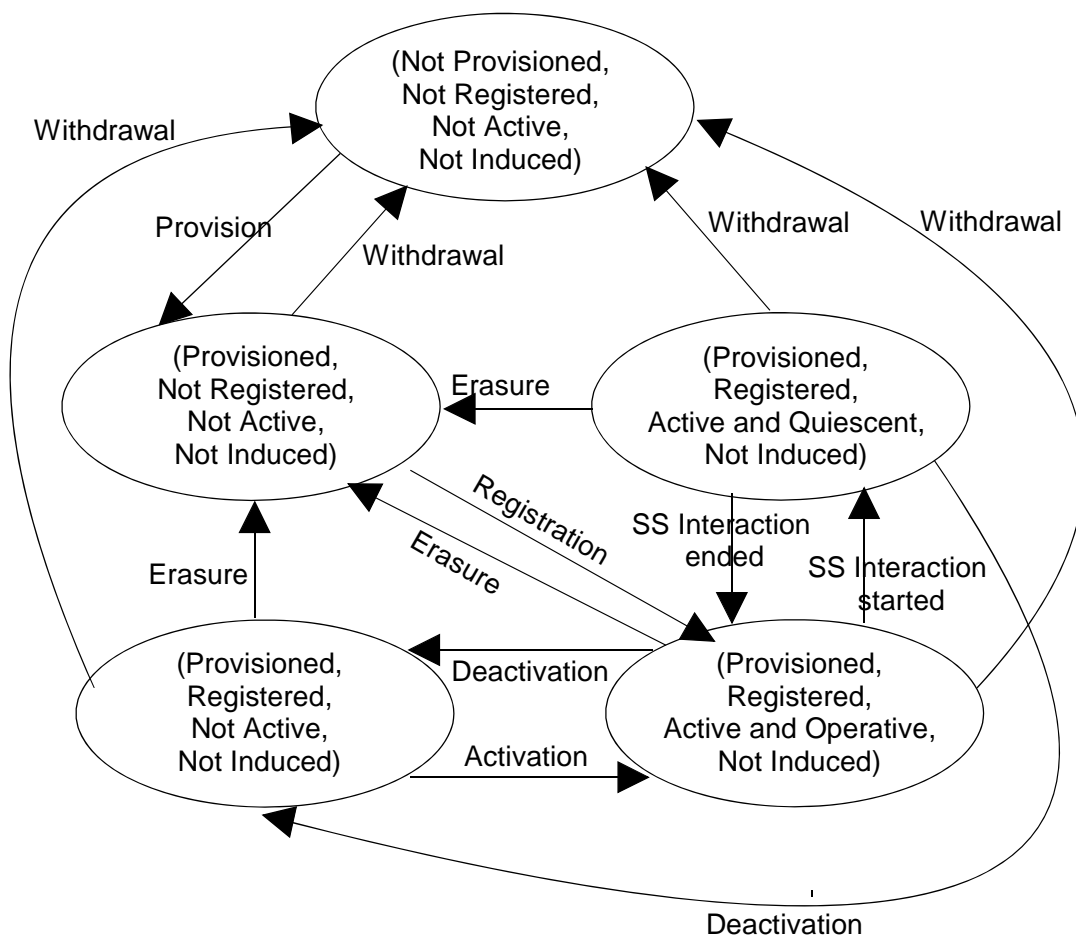 (Not Provisioned,
Not Registered,
Not Active,
Not Induced)
Withdrawal
Provision
Withdrawal
Withdrawal
Withdrawal
(Provisioned,
Not Registered,
Not Active,
Not Induced)
Erasure
(Provisioned,
Registered,
Active and Quiescent,
Not Induced)
Registration
Erasure
SS Interaction
ended
SS Interaction
started
Erasure
(Provisioned,
Registered,
Not Active,
Not Induced)
Deactivation
Activation
(Provisioned,
Registered,
Active and Operative,
Not Induced)
Deactivation